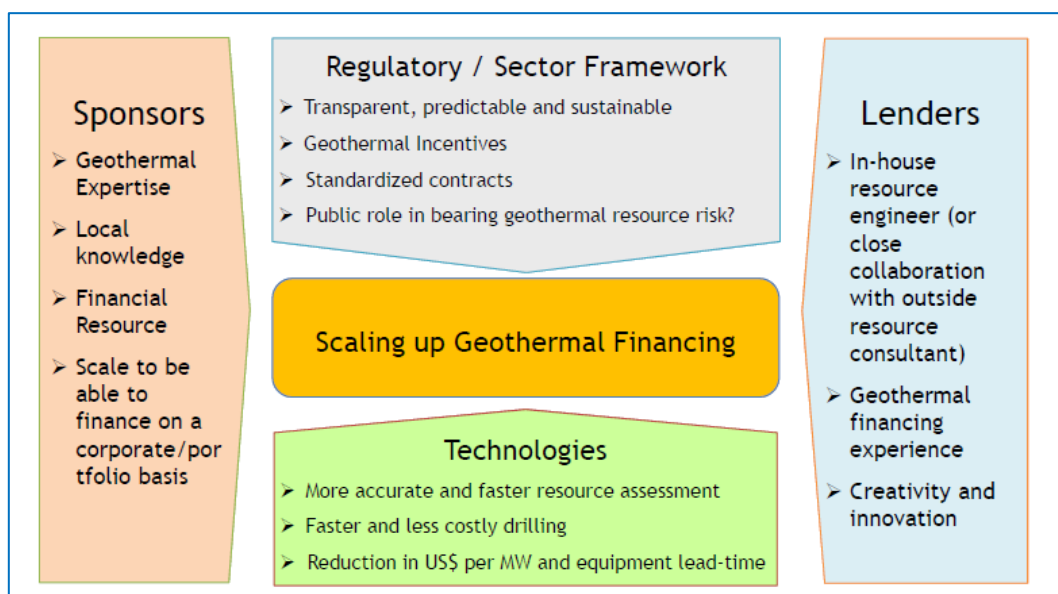 Sponsors
➢ Geothermal
Expertise
➢ Local
knowledge
➢ Financial
Resource
➢ Scale to be
able to
finance on a
corporate/por
tfolio basis
Regulatory / Sector Framework
➢ Transparent, predictable and sustainable
➢ Geothermal Incentives
➢ Standardized contracts
➢ Public role in bearing geothermal resource risk?
Scaling up Geothermal Financing
Technologies
➢ More accurate and faster resource assessment
➢ Faster and less costly drilling
➢ Reduction in US$ per MW and equipment lead-time
Lenders
➢ In-house
resource
engineer (or
close
collaboration
with outside
resource
consultant)
➢ Geothermal
financing
experience
➢ Creativity and
innovation